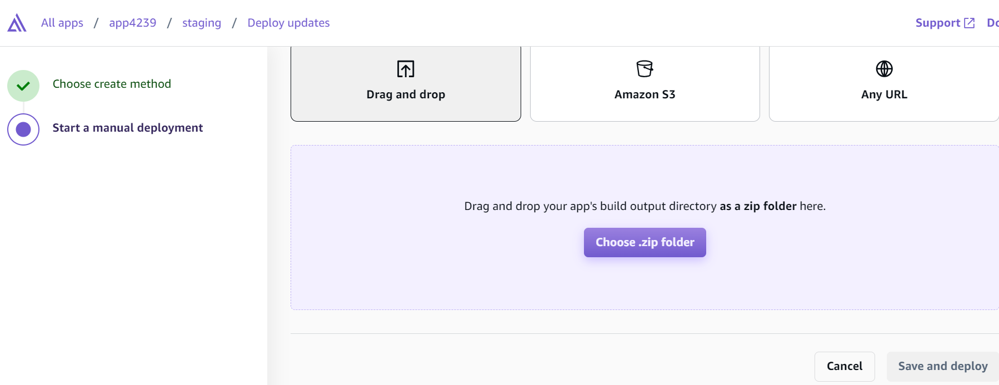 All apps / app4239 / staging / Deploy updates
Support
Choose create method
Start a manual deployment
Drag and drop
Amazon S3
Any URL
Drag and drop your app's build output directory as a zip folder here.
Choose .zip folder
Cancel
Save and deploy